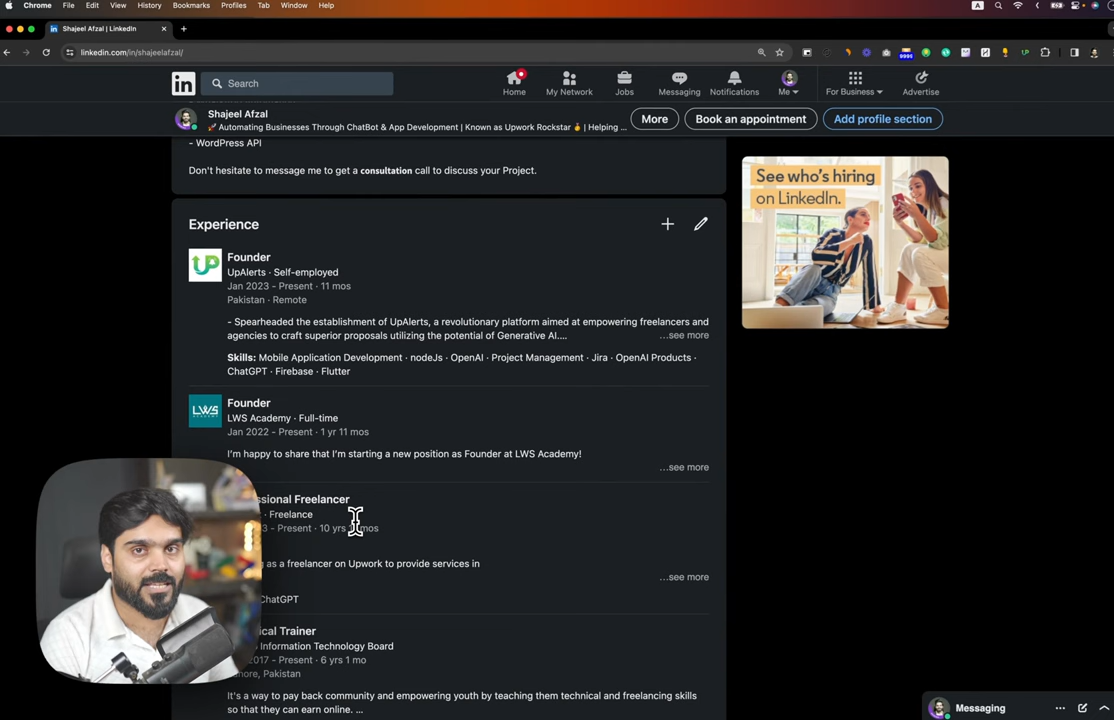 Chrome File Edit View History Bookmarks Profiles Tab Window Help A
Shajeel Afzal | LinkedIn
linkedin.com/in/shajeelafzal/
9995
in Search Home My Network Jobs Messaging Notifications Me For Business Advertise
Shajeel Afzal
🚀 Automating Businesses Through ChatBot & App Development | Known as Upwork Rockstar 🏅 | Helping ...
More Book an appointment Add profile section
- WordPress API
Don't hesitate to message me to get a consultation call to discuss your Project.
See who's hiring
on LinkedIn.
Experience
UP
Founder
UpAlerts · Self-employed
Jan 2023 - Present · 11 mos
Pakistan · Remote
- Spearheaded the establishment of UpAlerts, a revolutionary platform aimed at empowering freelancers and
agencies to craft superior proposals utilizing the potential of Generative AI....
...see more
Skills: Mobile Application Development · nodeJs · OpenAI · Project Management · Jira · OpenAI Products ·
ChatGPT · Firebase · Flutter
LWS
Founder
LWS Academy · Full-time
Jan 2022 - Present · 1 yr 11 mos
I'm happy to share that I'm starting a new position as Founder at LWS Academy!
...see more
ssional Freelancer
· Freelance
3 - Present · 10 yrs mos
as a freelancer on Upwork to provide services in
...see more
ChatGPT
ical Trainer
Information Technology Board
2017 - Present · 6 yrs 1 mo
ore, Pakistan
It's a way to pay back community and empowering youth by teaching them technical and freelancing skills
so that they can earn online. ...
Messaging